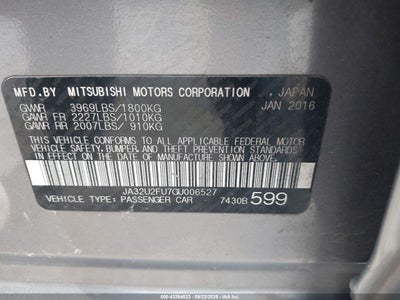 MFD.BY MITSUBISHI MOTORS CORPORATION JAPAN
GVWR 3969LBS/1800KG JAN 2016
GAWR FR 2227LBS/1010KG
GAWR RR 2007LBS/ 910KG
THIS VEHICLE CONFORMS TO ALL APPLICABLE FEDERAL MOTOR
VEHICLE SAFETY, BUMPER, AND THEFT PREVENTION STANDARDS
IN EFFECT ON THE DATE OF MANUFACTURE SHOWN ABOVE.
JA32U2FU7GU006527
VEHICLE TYPE: PASSENGER CAR 7430B 599